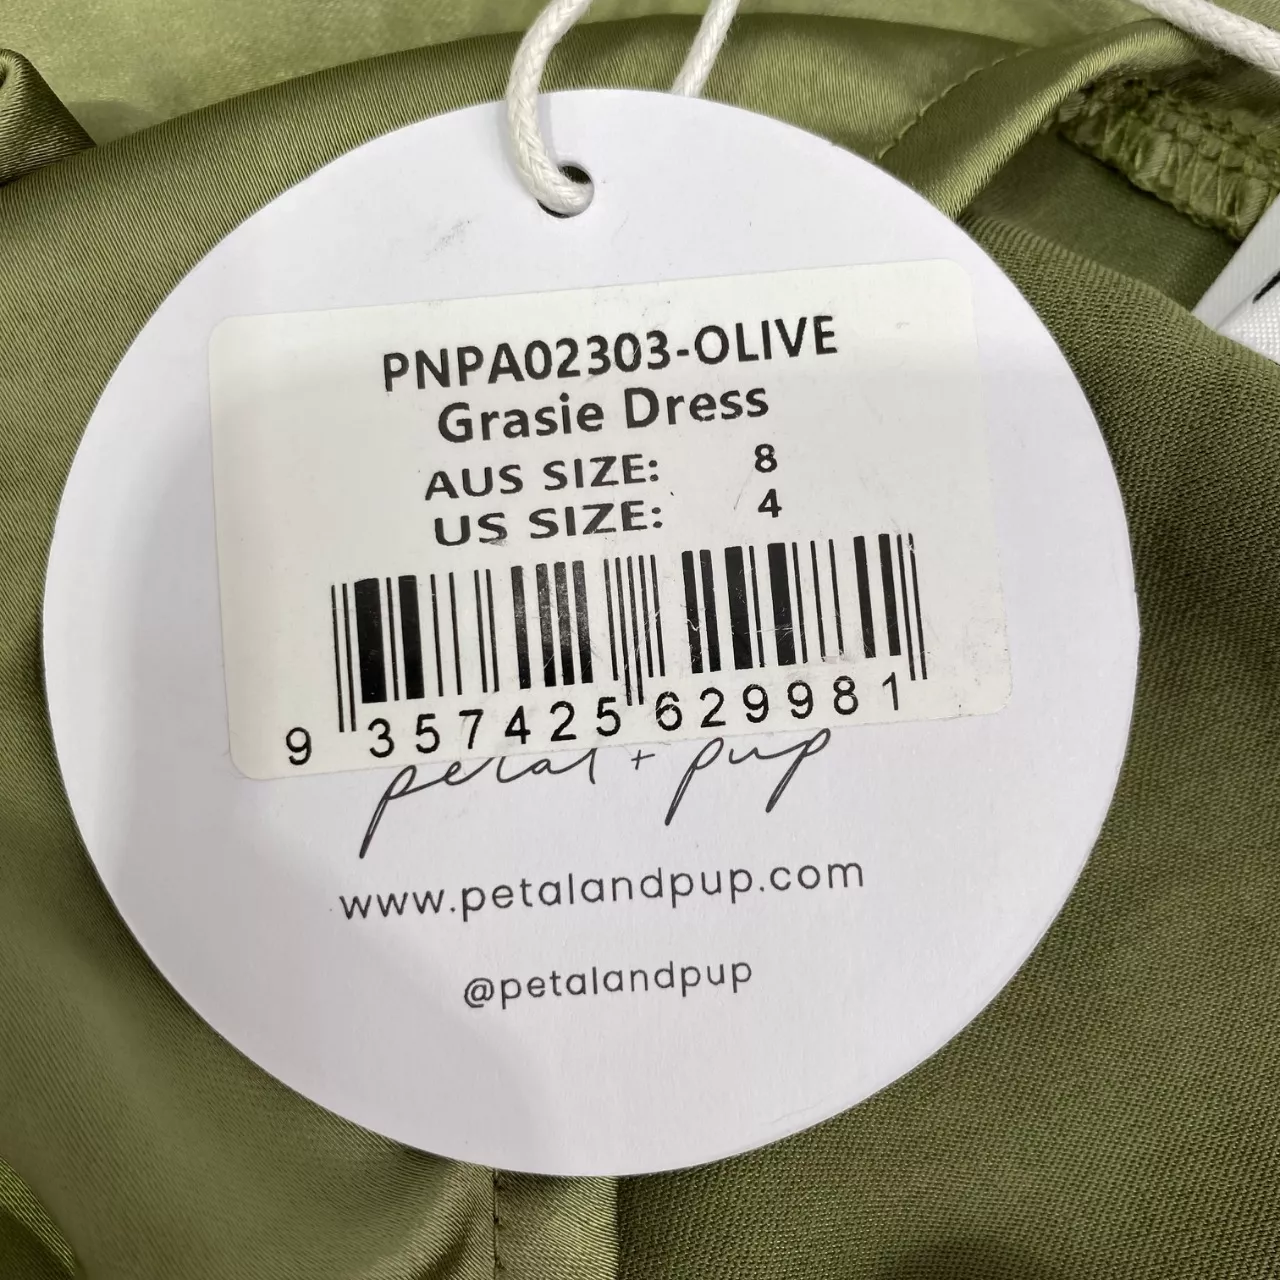 PNPA02303-OLIVE
Grasie Dress
AUS SIZE: 8
US SIZE: 4
9 357425 629981
petal + pup
www.petalandpup.com
@petalandpup